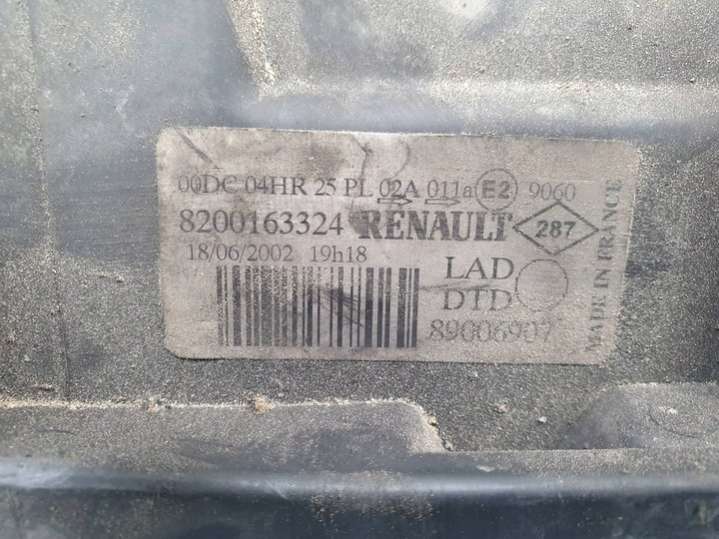 00DC 04HR 25 PL 02A 011a E2 9060
8200163324 RENAULT 287
18/06/2002 19h18
LAD
DTD
89006907
MADE IN FRANCE